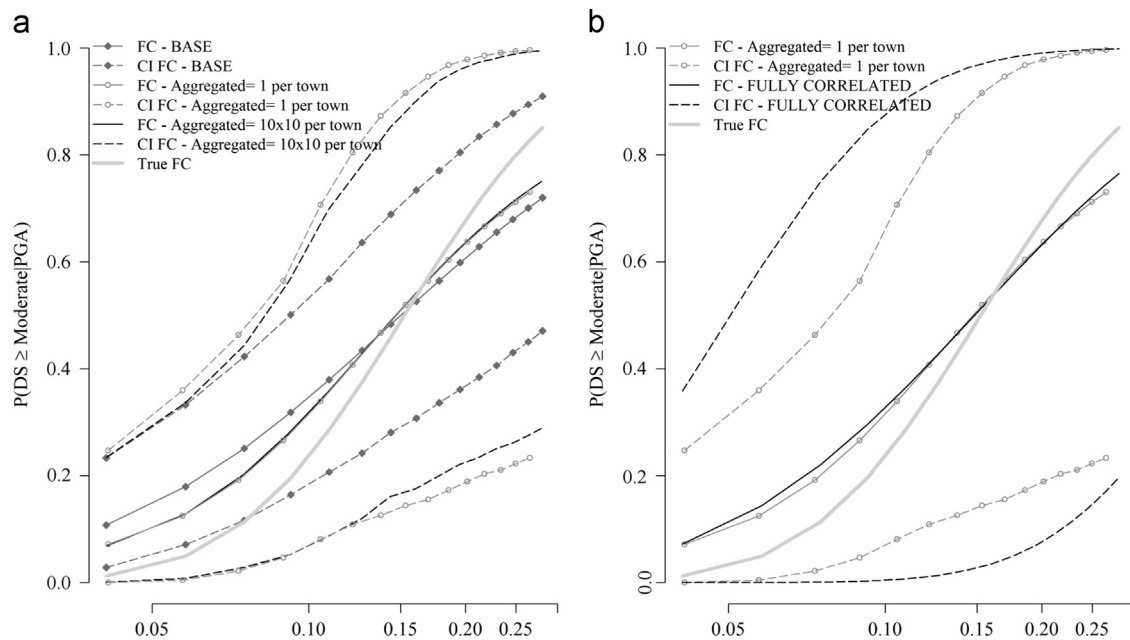 a
FC - BASE
CI FC - BASE
FC - Aggregated= 1 per town
CI FC - Aggregated= 1 per town
FC - Aggregated= 10x10 per town
CI FC - Aggregated= 10x10 per town
True FC
P(DS ≥ Moderate|PGA)
1.0
0.8
0.6
0.4
0.2
0.0
0.05
0.10
0.15
0.20
0.25
b
FC - Aggregated= 1 per town
CI FC - Aggregated= 1 per town
FC - FULLY CORRELATED
CI FC - FULLY CORRELATED
True FC
P(DS ≥ Moderate|PGA)
1.0
0.8
0.6
0.4
0.2
0.0
0.0
0.05
0.10
0.15
0.20
0.25